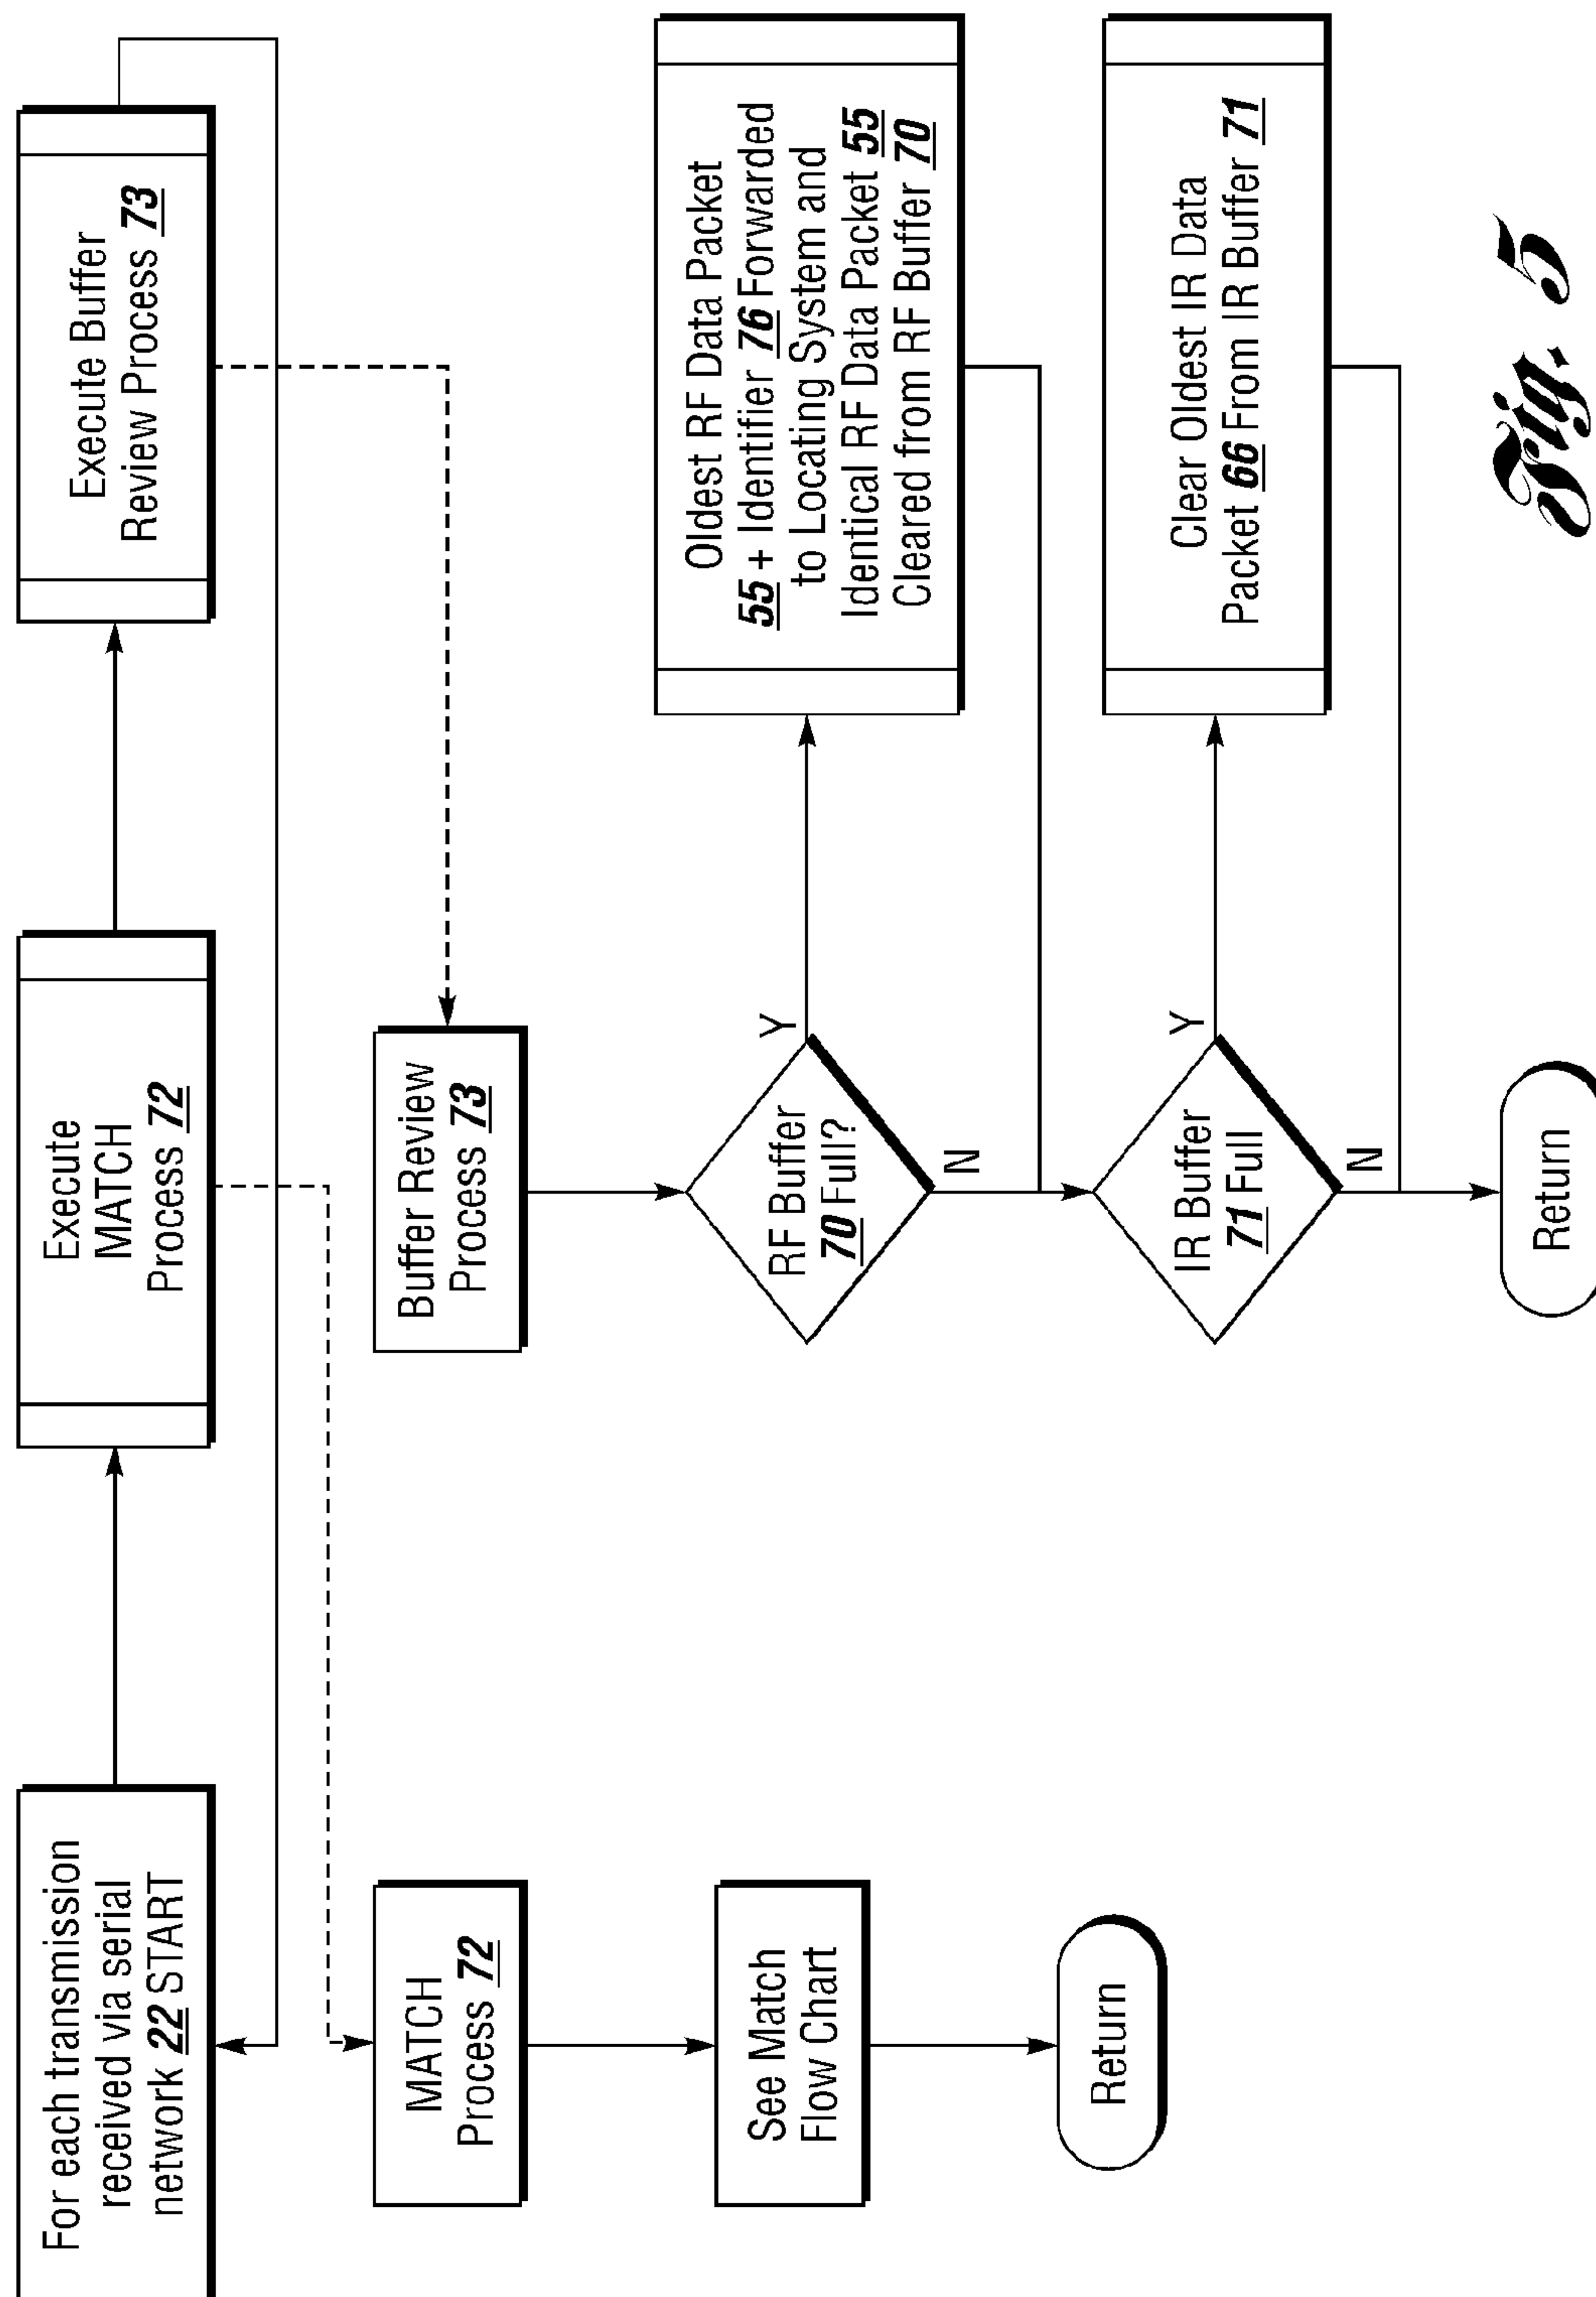 For each transmission
received via serial
network 22 START
Execute
MATCH
Process 72
Execute Buffer
Review Process 73
MATCH
Process 72
See Match
Flow Chart
Return
Buffer Review
Process 73
RF Buffer
70 Full?
Y
N
Oldest RF Data Packet
55 + Identifier 76 Forwarded
to Locating System and
Identical RF Data Packet 55
Cleared from RF Buffer 70
IR Buffer
71 Full
Y
N
Clear Oldest IR Data
Packet 66 From IR Buffer 71
Return
Fig. 5